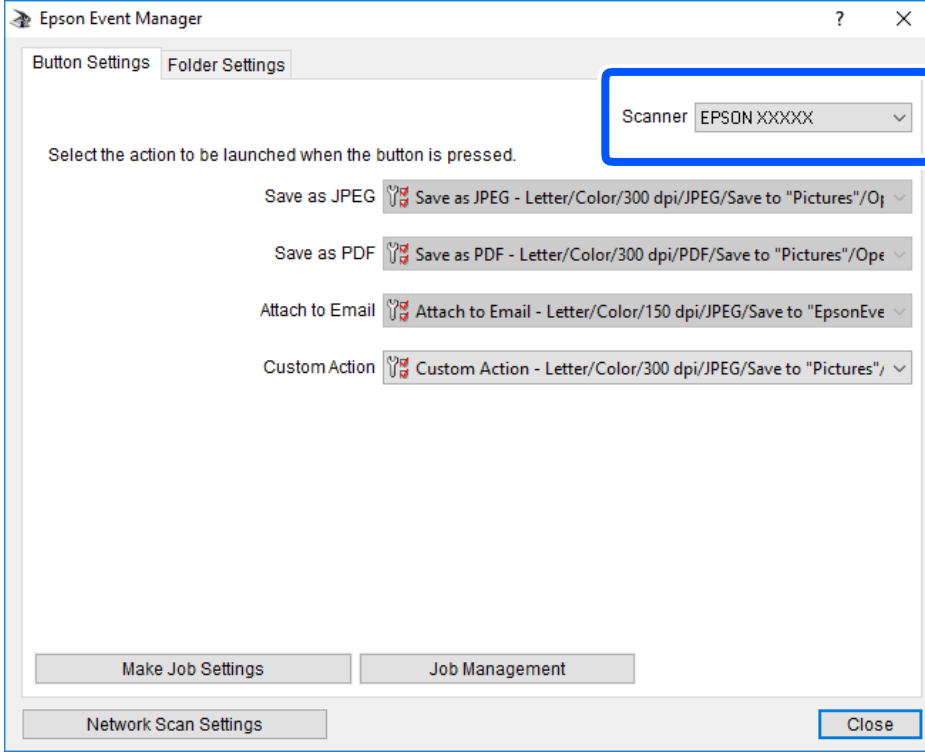 Epson Event Manager
Button Settings Folder Settings
Scanner EPSON XXXXX
Select the action to be launched when the button is pressed.
Save as JPEG Save as JPEG - Letter/Color/300 dpi/JPEG/Save to "Pictures"/Op
Save as PDF Save as PDF - Letter/Color/300 dpi/PDF/Save to "Pictures"/Ope
Attach to Email Attach to Email - Letter/Color/150 dpi/JPEG/Save to "EpsonEve
Custom Action Custom Action - Letter/Color/300 dpi/JPEG/Save to "Pictures"/
Make Job Settings Job Management
Network Scan Settings Close